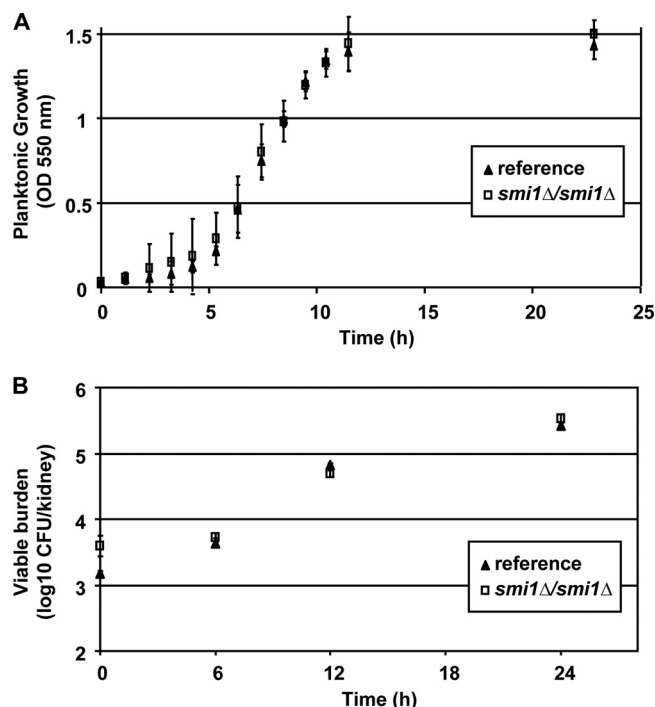 A
Planktonic Growth
(OD 550 nm)
1.5
1
0.5
0
reference
smi1Δ/smi1Δ
0 5 10 15 20 25
Time (h)
B
Viable burden
(log10 CFU/kidney)
6
5
4
3
2
reference
smi1Δ/smi1Δ
0 6 12 18 24
Time (h)